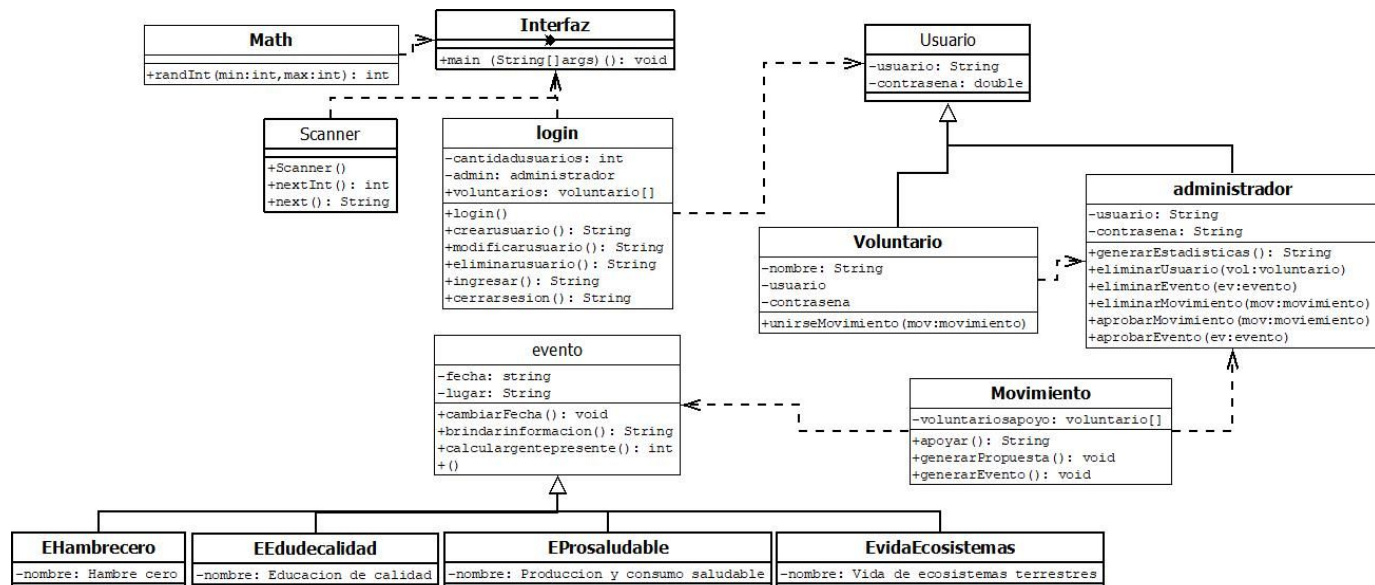 Math
+randInt(min:int,max:int): int
Interfaz
+main (String[]args)(): void
Usuario
-usuario: String
-contrasena: double
Scanner
+Scanner()
+nextInt(): int
+next(): String
login
-cantidadusuarios: int
-admin: administrador
+voluntarios: voluntario[]
+login()
+crearusuario(): String
+modificarusuario(): String
+eliminarusuario(): String
+ingresar(): String
+cerrarsesion(): String
Voluntario
-nombre: String
-usuario
-contrasena
+unirseMovimiento(mov:movimiento)
administrador
-usuario: String
-contrasena: String
+generarEstadisticas(): String
+eliminarUsuario(vol:voluntario)
+eliminarEvento(ev:evento)
+eliminarMovimiento(mov:movimiento)
+aprobarMovimiento(mov:moviemiento)
+aprobarEvento(ev:evento)
evento
-fecha: string
-lugar: String
+cambiarFecha(): void
+brindarinformacion(): String
+calculargentepresente(): int
+()
Movimiento
-voluntariosapoyo: voluntario[]
+apoyar(): String
+generarPropuesta(): void
+generarEvento(): void
EHambrecero
-nombre: Hambre cero
EEdudecalidad
-nombre: Educacion de calidad
EProsaludable
-nombre: Produccion y consumo saludable
EvidaEcosistemas
-nombre: Vida de ecosistemas terrestres